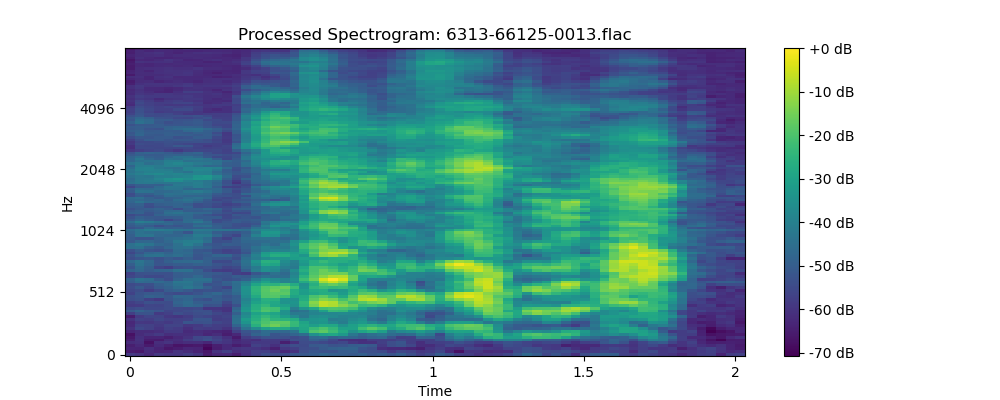 Processed Spectrogram: 6313-66125-0013.flac
Hz
4096
2048
1024
512
0
0
0.5
1
1.5
2
Time
+0 dB
-10 dB
-20 dB
-30 dB
-40 dB
-50 dB
-60 dB
-70 dB